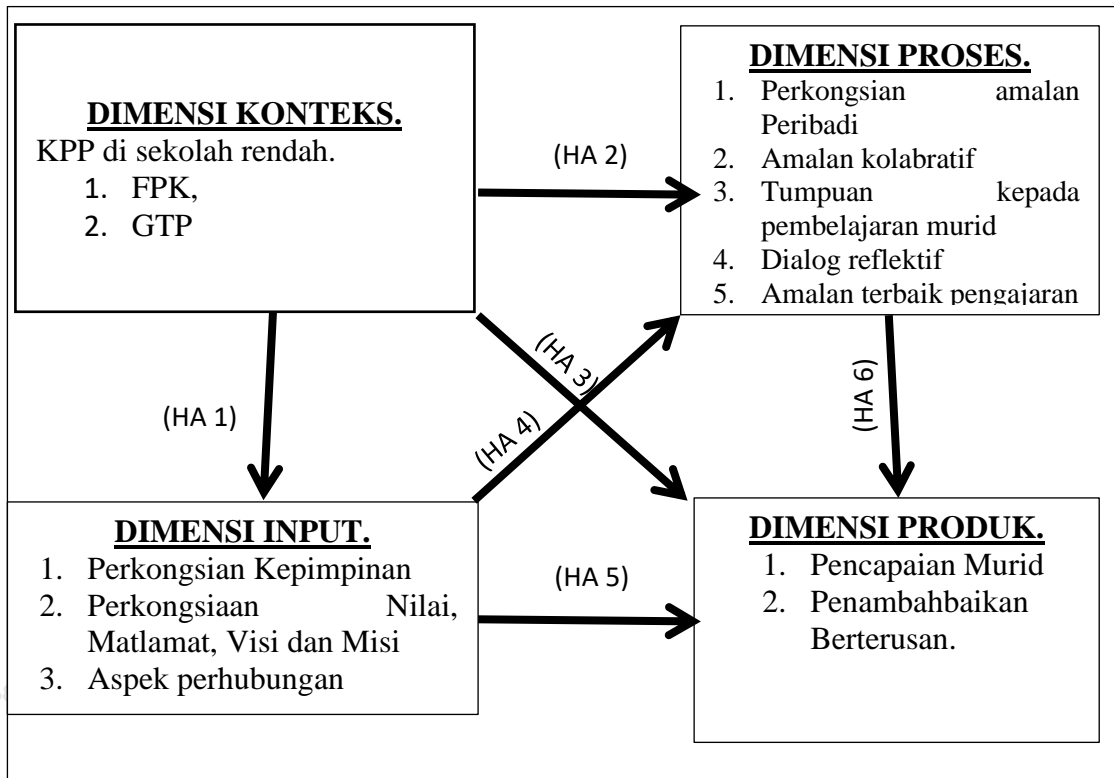 DIMENSI KONTEKS.
KPP di sekolah rendah.
1. FPK,
2. GTP
(HA 2)
DIMENSI PROSES.
1. Perkongsian amalan
Peribadi
2. Amalan kolabratif
3. Tumpuan kepada
pembelajaran murid
4. Dialog reflektif
5. Amalan terbaik pengajaran
(HA 1)
(HA 3)
(HA 4)
(HA 6)
DIMENSI INPUT.
1. Perkongsian Kepimpinan
2. Perkongsiaan Nilai,
Matlamat, Visi dan Misi
3. Aspek perhubungan
(HA 5)
DIMENSI PRODUK.
1. Pencapaian Murid
2. Penambahbaikan
Berterusan.